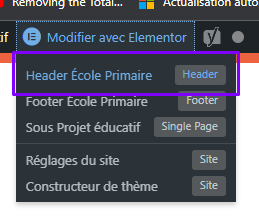 Removing the Total...
Actualisation auto
if
Modifier avec Elementor
Header École Primaire Header
Footer École Primaire Footer
Sous Projet éducatif Single Page
Réglages du site Site
Constructeur de thème Site